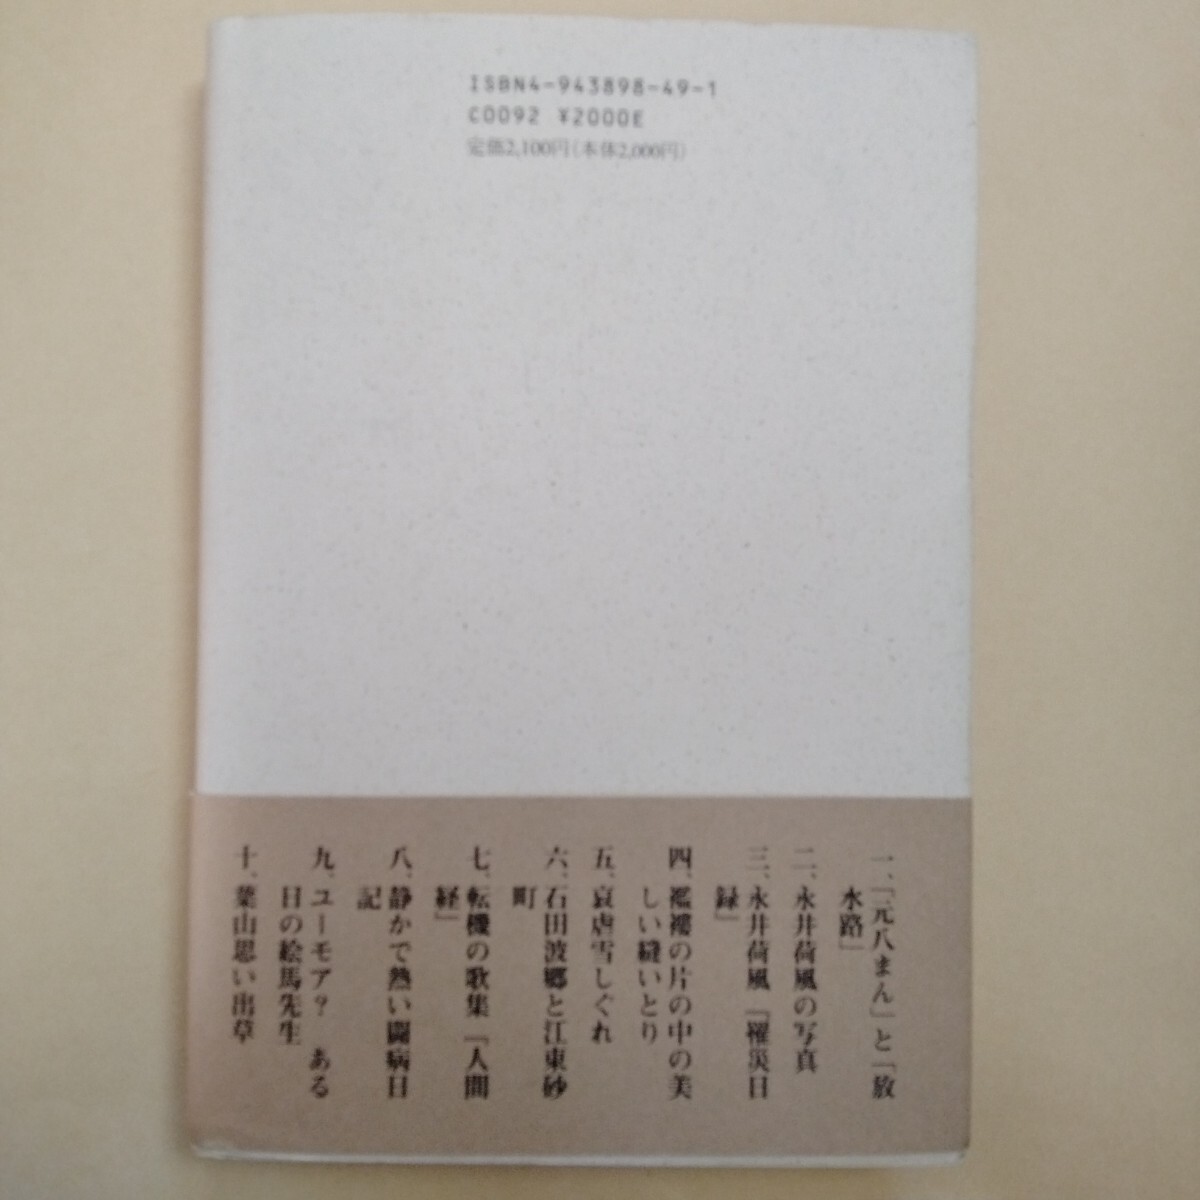 ISBN4-943898-49-1
C0092 ¥2000E
定価2,100円(本体2,000円)
一、「元八まん」と「放
水路」
二、永井荷風の写真
三、永井荷風『罹災日
録』
四、襤褸の片の中の美
しい縫いとり
五、哀虐雪しぐれ
六、石田波郷と江東砂
町
七、転機の歌集『人間
経』
八、静かで熱い闘病日
記
九、ユーモア? ある
日の絵馬先生
十、葉山思い出草